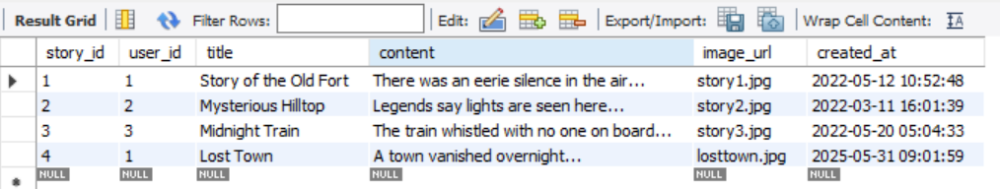 Result Grid Filter Rows: Edit: Export/Import: Wrap Cell Content: IA
story_id user_id title content image_url created_at
1 1 Story of the Old Fort There was an eerie silence in the air... story1.jpg 2022-05-12 10:52:48
2 2 Mysterious Hilltop Legends say lights are seen here... story2.jpg 2022-03-11 16:01:39
3 3 Midnight Train The train whistled with no one on board... story3.jpg 2022-05-20 05:04:33
4 1 Lost Town A town vanished overnight... losttown.jpg 2025-05-31 09:01:59
NULL NULL NULL NULL NULL NULL